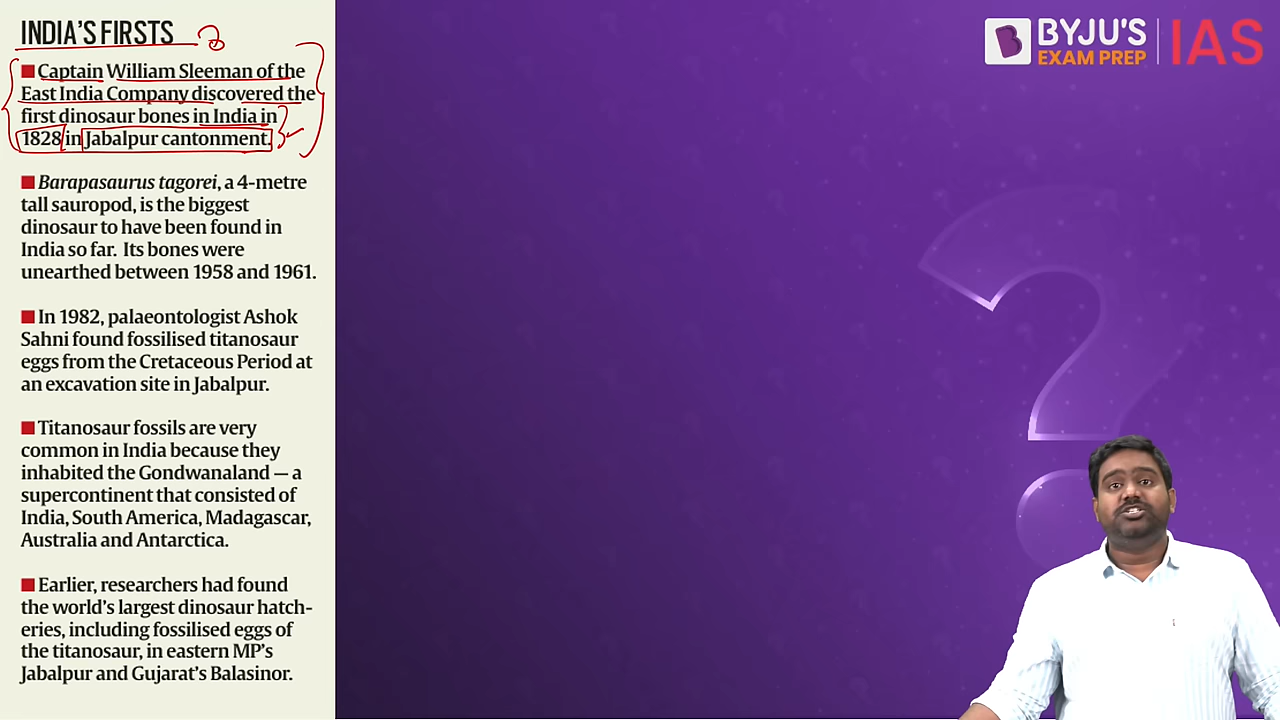 INDIA'S FIRSTS
Captain William Sleeman of the
East India Company discovered the
first dinosaur bones in India in
1828 in Jabalpur cantonment.
Barapasaurus tagorei, a 4-metre
tall sauropod, is the biggest
dinosaur to have been found in
India so far. Its bones were
unearthed between 1958 and 1961.
In 1982, palaeontologist Ashok
Sahni found fossilised titanosaur
eggs from the Cretaceous Period at
an excavation site in Jabalpur.
Titanosaur fossils are very
common in India because they
inhabited the Gondwanaland — a
supercontinent that consisted of
India, South America, Madagascar,
Australia and Antarctica.
Earlier, researchers had found
the world's largest dinosaur hatch-
eries, including fossilised eggs of
the titanosaur, in eastern MP's
Jabalpur and Gujarat's Balasinor.
BYJU'S
EXAM PREP
IAS